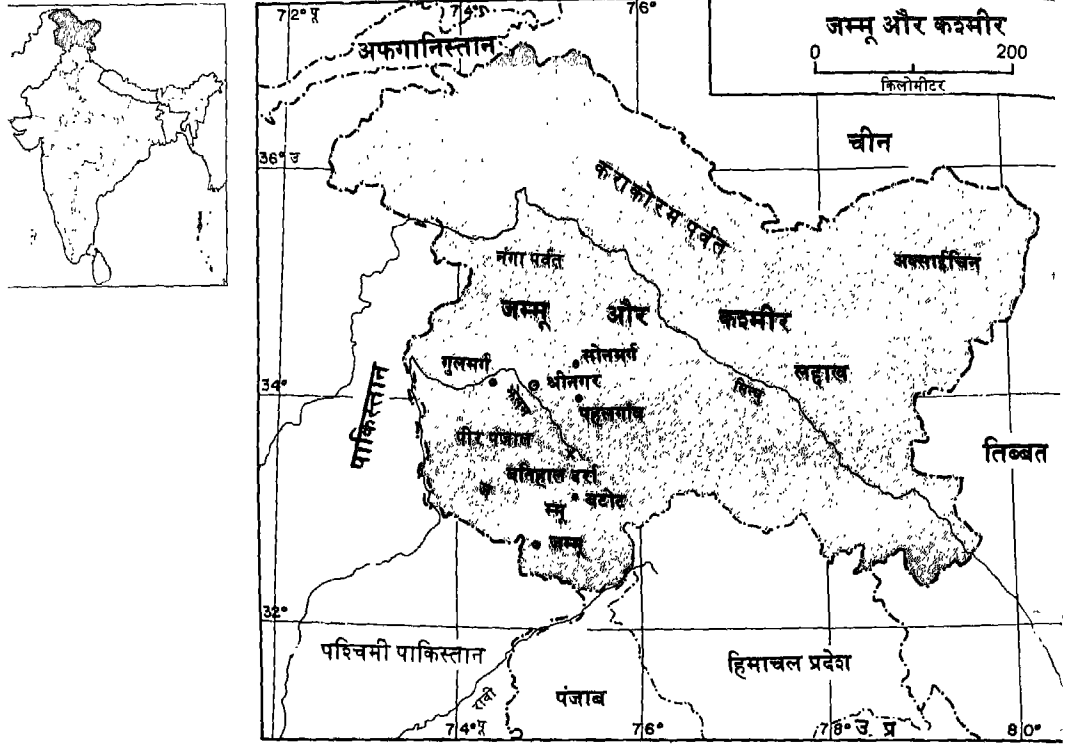 72° पू
74°
76°
जम्मू और कश्मीर
0 200
किलोमीटर
अफगानिस्तान
चीन
36° उ
काराकोरम पर्वत
नंगा पर्वत
अक्साईचिन
जम्मू और कश्मीर
गुलमर्ग
सोनमर्ग
श्रीनगर
लद्दाख
34°
सिन्धु
पहलगाँव
पाकिस्तान
पीर पंजाल
तिब्बत
बनिहाल दर्रा
बटोट
म्मू
जम्मू
32°
पश्चिमी पाकिस्तान
हिमाचल प्रदेश
रावी
पंजाब
74° पू
76°
78° उ. प्र
80°